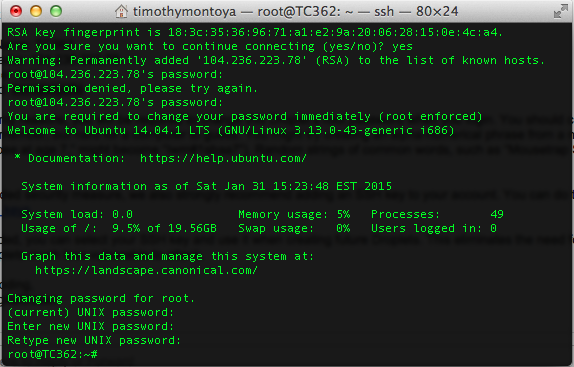 timothymontoya — root@TC362: ~ — ssh — 80×24
RSA key fingerprint is 18:3c:35:36:96:71:a1:e2:9a:20:06:28:15:0e:4c:a4.
Are you sure you want to continue connecting (yes/no)? yes
Warning: Permanently added '104.236.223.78' (RSA) to the list of known hosts.
root@104.236.223.78's password:
Permission denied, please try again.
root@104.236.223.78's password:
You are required to change your password immediately (root enforced)
Welcome to Ubuntu 14.04.1 LTS (GNU/Linux 3.13.0-43-generic i686)
* Documentation:  https://help.ubuntu.com/
System information as of Sat Jan 31 15:23:48 EST 2015
System load: 0.0 Memory usage: 5% Processes: 49
Usage of /: 9.5% of 19.56GB Swap usage: 0% Users logged in: 0
Graph this data and manage this system at:
https://landscape.canonical.com/
Changing password for root.
(current) UNIX password:
Enter new UNIX password:
Retype new UNIX password:
root@TC362:~#